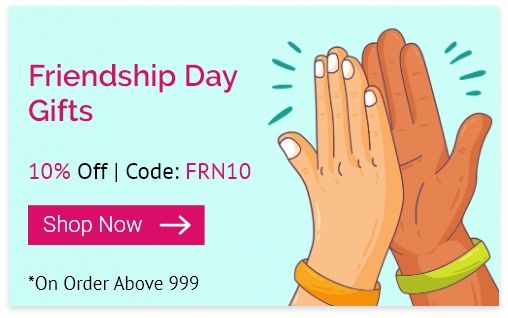 Friendship Day
Gifts
10% Off | Code: FRN10
Shop Now
*On Order Above 999